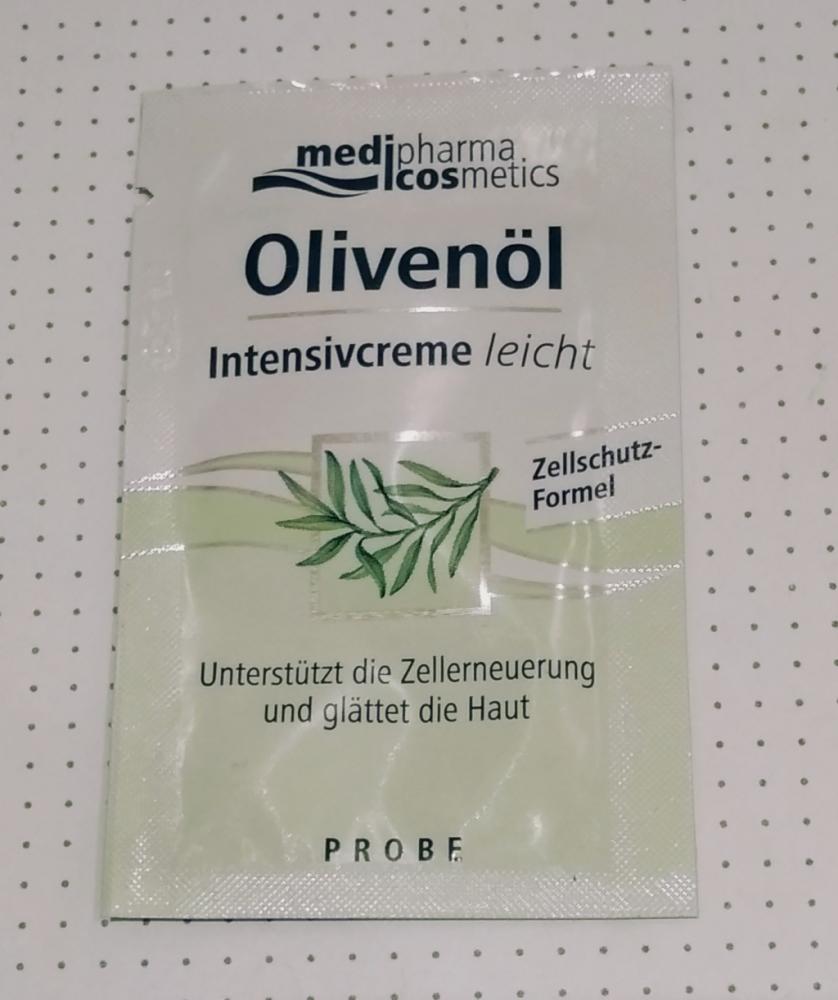 medipharma
cosmetics
Olivenöl
Intensivcreme leicht
Zellschutz-
Formel
Unterstützt die Zellerneuerung
und glättet die Haut
PROBE